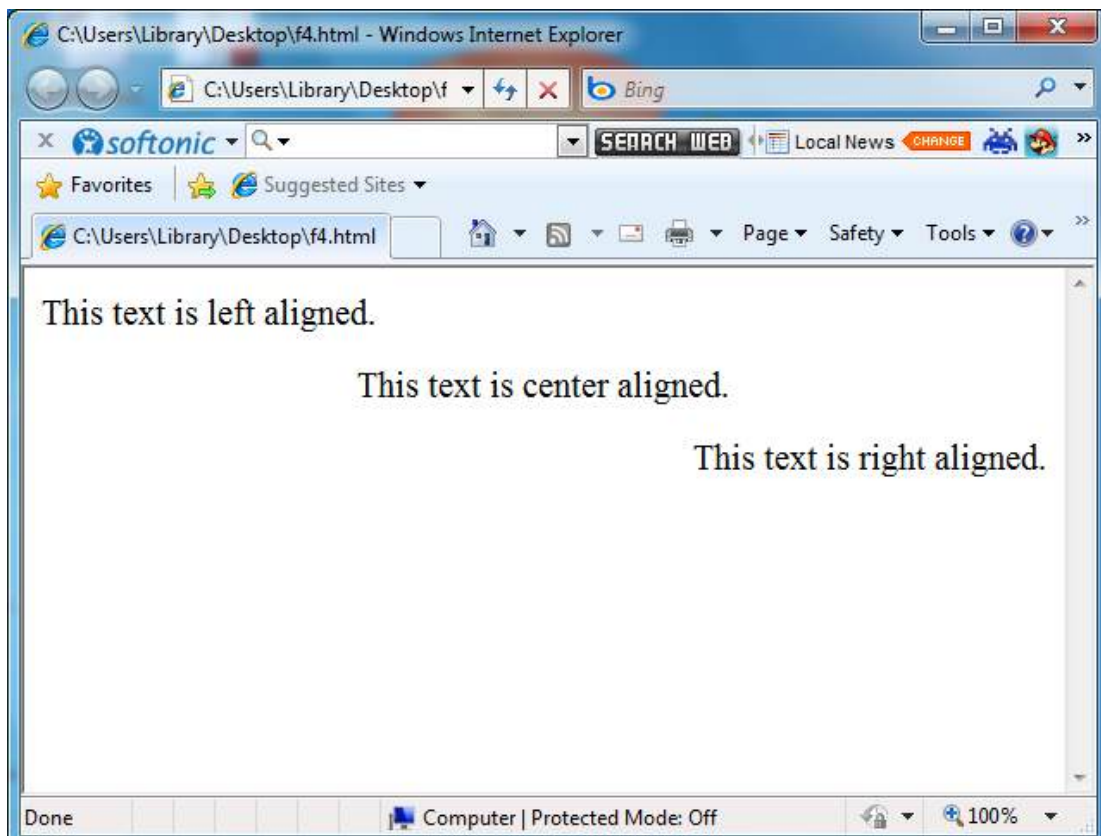 C:\Users\Library\Desktop\f4.html - Windows Internet Explorer
C:\Users\Library\Desktop\f Bing
softonic SEARCH WEB Local News CHANGE »
Favorites Suggested Sites
C:\Users\Library\Desktop\f4.html Page Safety Tools »
This text is left aligned.
This text is center aligned.
This text is right aligned.
Done Computer | Protected Mode: Off 100%